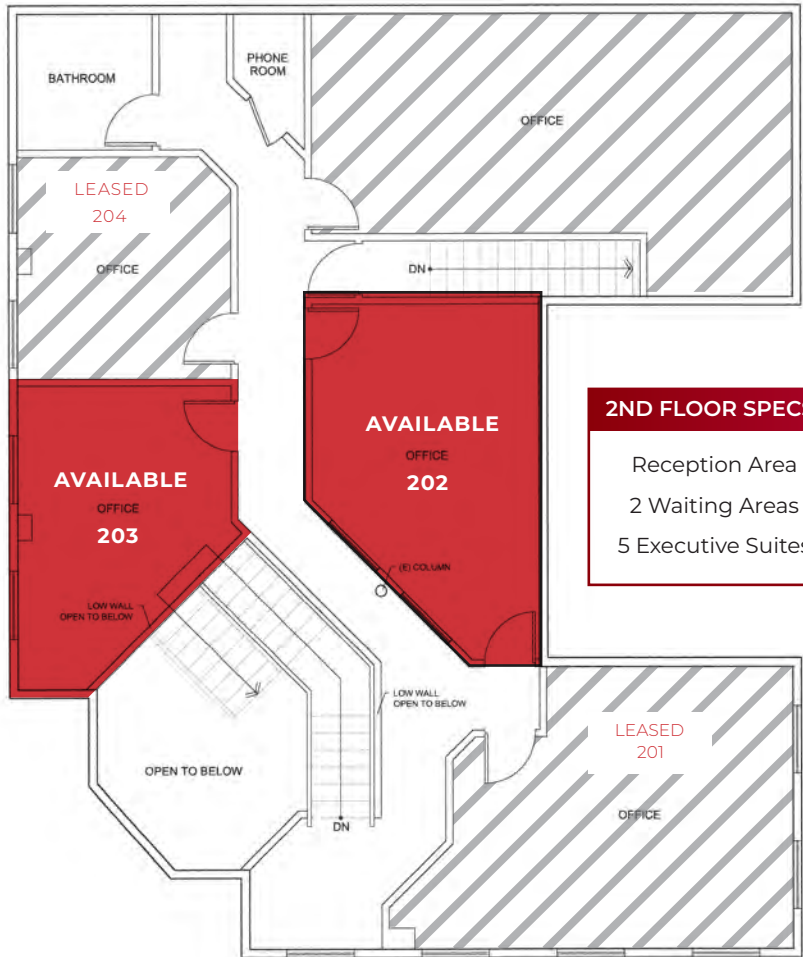 BATHROOM
PHONE
ROOM
OFFICE
LEASED
204
OFFICE
DN
AVAILABLE
OFFICE
202
AVAILABLE
OFFICE
203
2ND FLOOR SPECS
Reception Area
2 Waiting Areas
5 Executive Suites
(E) COLUMN
LOW WALL
OPEN TO BELOW
LOW WALL
OPEN TO BELOW
OPEN TO BELOW
DN
LEASED
201
OFFICE